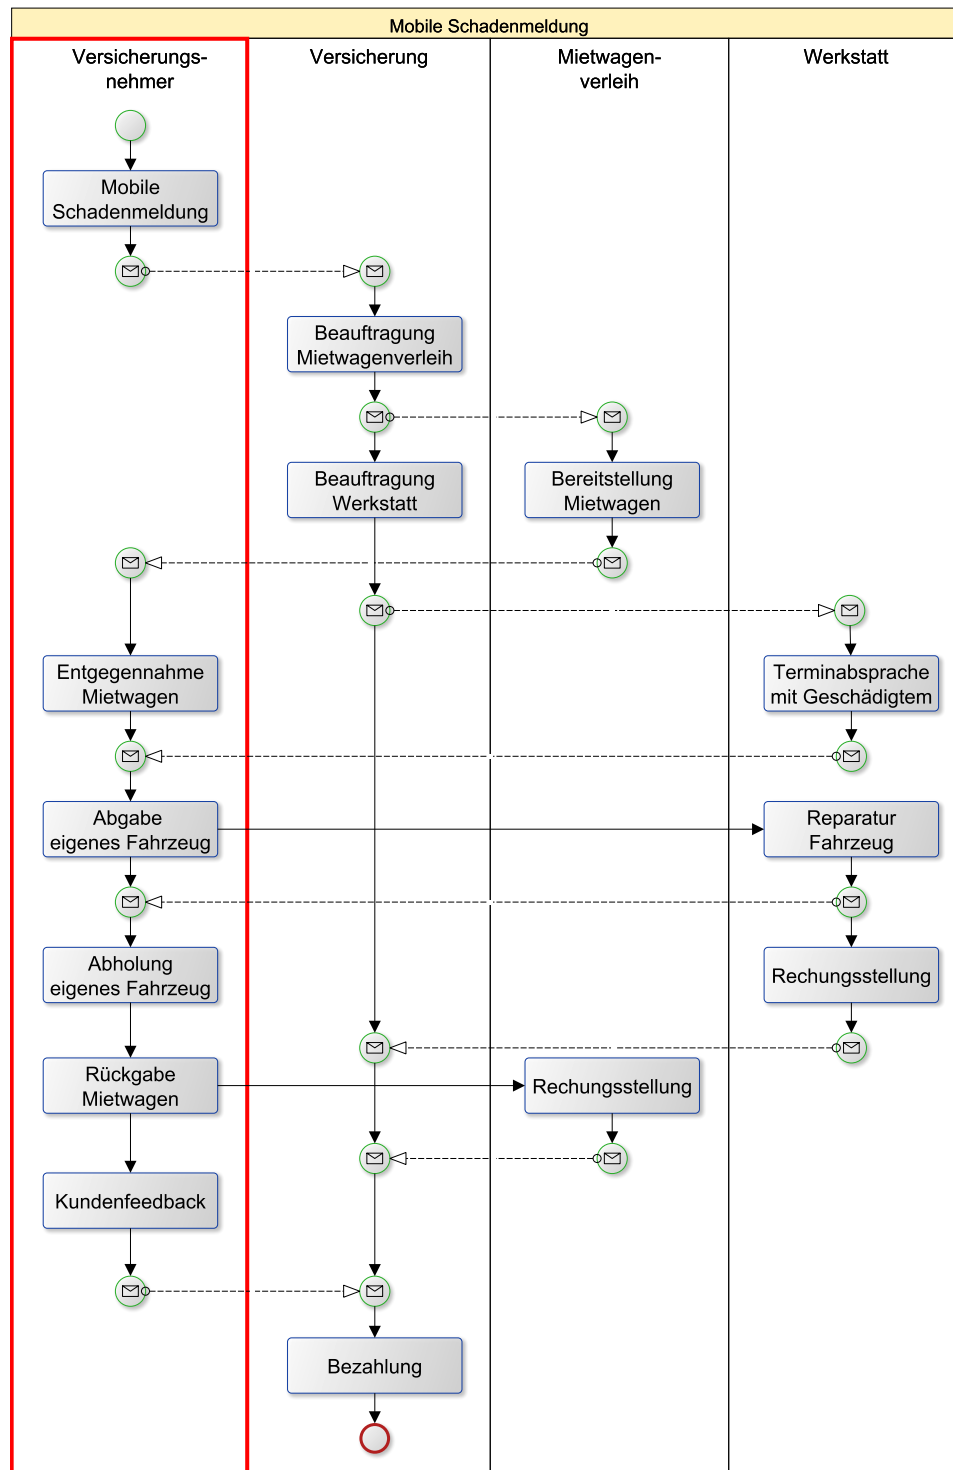 Mobile Schadenmeldung
Versicherungs-
nehmer
Versicherung
Mietwagen-
verleih
Werkstatt
Mobile
Schadenmeldung
Beauftragung
Mietwagenverleih
Beauftragung
Werkstatt
Bereitstellung
Mietwagen
Entgegennahme
Mietwagen
Terminabsprache
mit Geschädigtem
Abgabe
eigenes Fahrzeug
Reparatur
Fahrzeug
Abholung
eigenes Fahrzeug
Rechungsstellung
Rückgabe
Mietwagen
Rechungsstellung
Kundenfeedback
Bezahlung